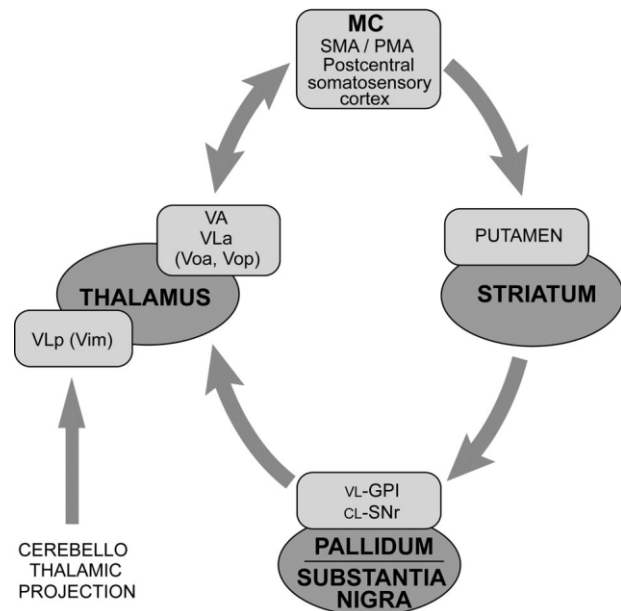 MC
SMA / PMA
Postcentral
somatosensory
cortex
VA
VLa
(Voa, Vop)
THALAMUS
VLp (Vim)
PUTAMEN
STRIATUM
VL-GPI
CL-SNr
PALLIDUM
SUBSTANTIA
NIGRA
CEREBELLO
THALAMIC
PROJECTION